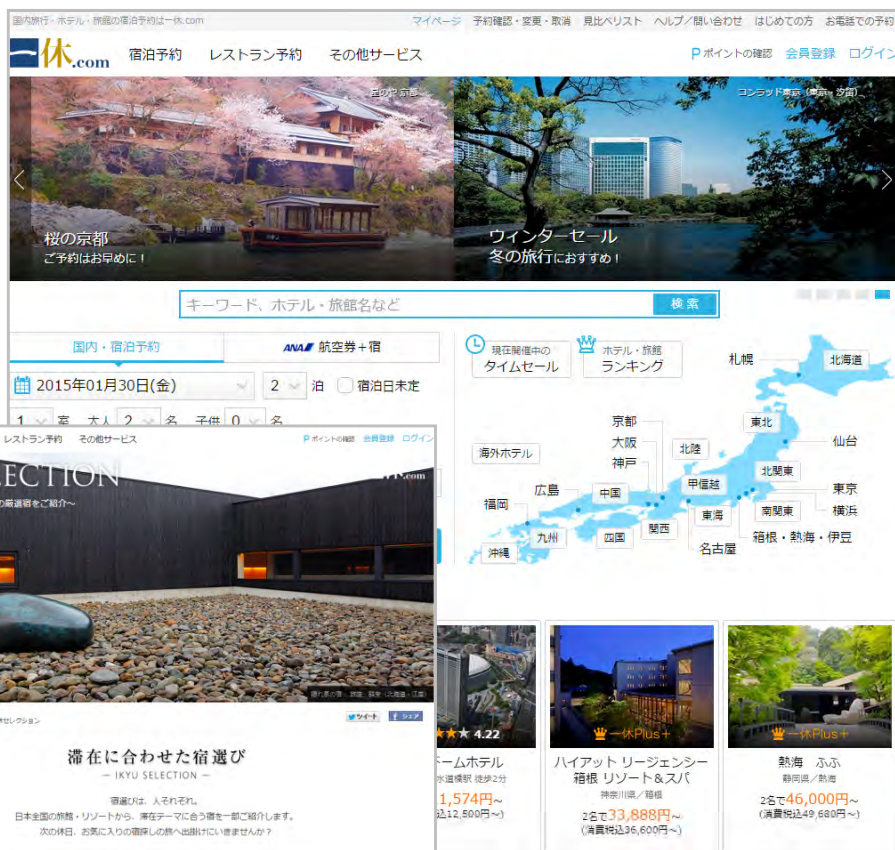 国内旅行・ホテル・旅館の宿泊予約は一休.com
マイページ 予約確認・変更・取消 見比べリスト ヘルプ/問い合わせ はじめての方 お電話での予約
一休.com 宿泊予約 レストラン予約 その他サービス
Pポイントの確認 会員登録 ログイン
星のや 京都
コンラッド東京(東京・汐留)
桜の京都
ご予約はお早めに!
ウィンターセール
冬の旅行におすすめ!
キーワード、ホテル・旅館名など 検索
国内・宿泊予約
ANA 航空券+宿
2015年01月30日(金) 2 泊 宿泊日未定
1 室 大人 2 名 子供 0 名
現在開催中の
タイムセール
ホテル・旅館
ランキング
札幌
北海道
京都
大阪
神戸
東北
仙台
海外ホテル
北陸
北関東
広島
中国
甲信越
東京
福岡
東海
南関東
横浜
九州
四国
関西
名古屋
箱根・熱海・伊豆
沖縄
レストラン予約 その他サービス
Pポイントの確認 会員登録 ログイン
ECTION
.com
の厳選宿をご紹介~
セレクション
ツイート
シェア
滞在に合わせた宿選び
― IKYU SELECTION ―
宿選びは、人それぞれ。
日本全国の旅館・リゾートから、滞在テーマに合う宿を一部ご紹介します。
次の休日、お気に入りの宿探しの旅へ出掛けにいきませんか?
4.22
ームホテル
水道橋駅 徒歩2分
1,574円~
込12,500円~)
一休Plus+
ハイアット リージェンシー
箱根 リゾート&スパ
神奈川県/箱根
2名で33,888円~
(消費税込36,600円~)
一休Plus+
熱海 ふふ
静岡県/熱海
2名で46,000円~
(消費税込49,680円~)